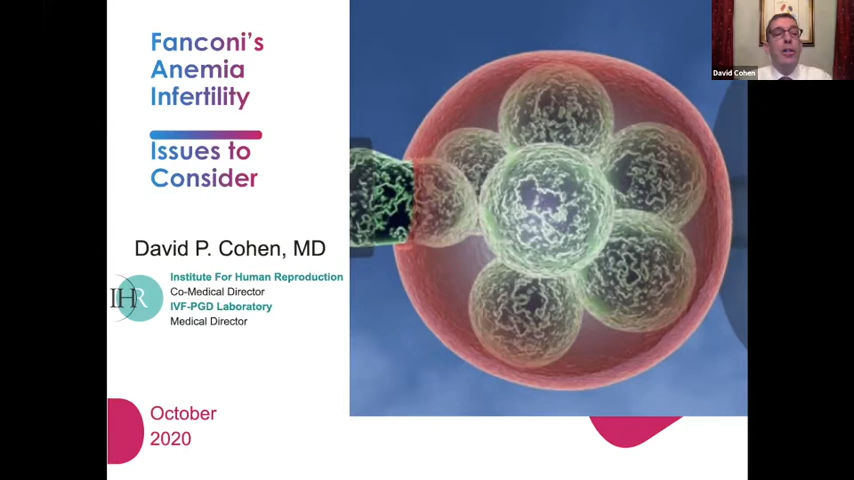 Fanconi's
Anemia
Infertility
Issues to
Consider
David P. Cohen, MD
IHR
Institute For Human Reproduction
Co-Medical Director
IVF-PGD Laboratory
Medical Director
October
2020
David Cohen